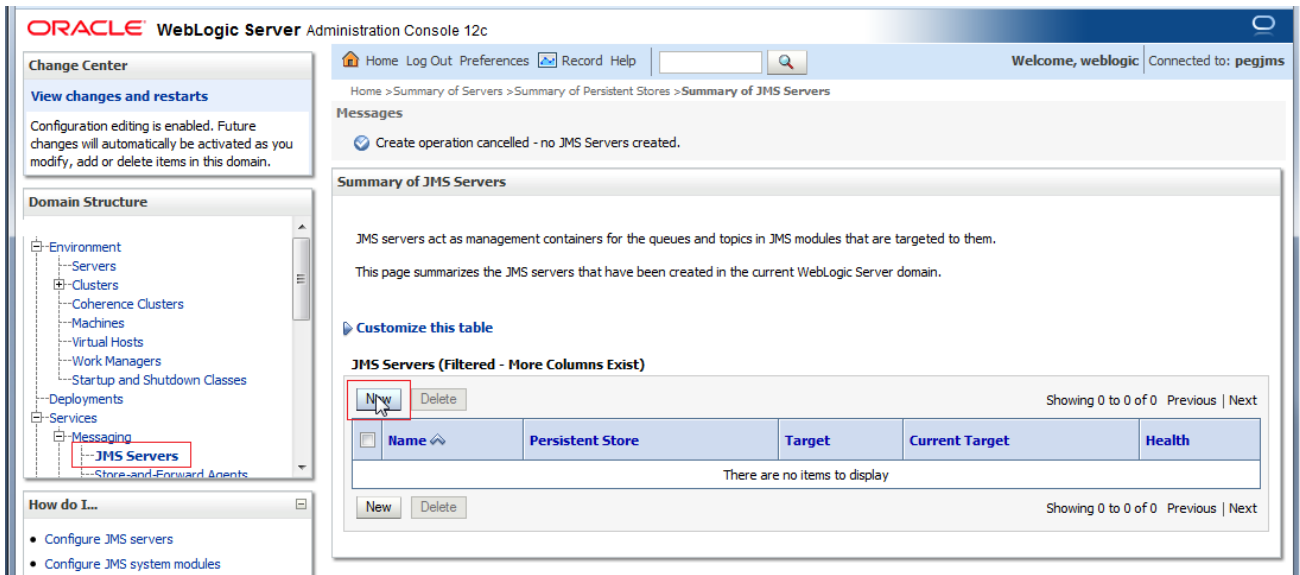 ORACLE WebLogic Server Administration Console 12c
Change Center
View changes and restarts
Configuration editing is enabled. Future
changes will automatically be activated as you
modify, add or delete items in this domain.
Domain Structure
Environment
Servers
Clusters
Coherence Clusters
Machines
Virtual Hosts
Work Managers
Startup and Shutdown Classes
Deployments
Services
Messaging
JMS Servers
Store-and-Forward Agents
How do I...
Configure JMS servers
Configure JMS system modules
Home Log Out Preferences Record Help
Welcome, weblogic Connected to: pegjms
Home >Summary of Servers >Summary of Persistent Stores >Summary of JMS Servers
Messages
Create operation cancelled - no JMS Servers created.
Summary of JMS Servers
JMS servers act as management containers for the queues and topics in JMS modules that are targeted to them.
This page summarizes the JMS servers that have been created in the current WebLogic Server domain.
Customize this table
JMS Servers (Filtered - More Columns Exist)
New Delete Showing 0 to 0 of 0 Previous | Next
Name Persistent Store Target Current Target Health
There are no items to display
New Delete Showing 0 to 0 of 0 Previous | Next